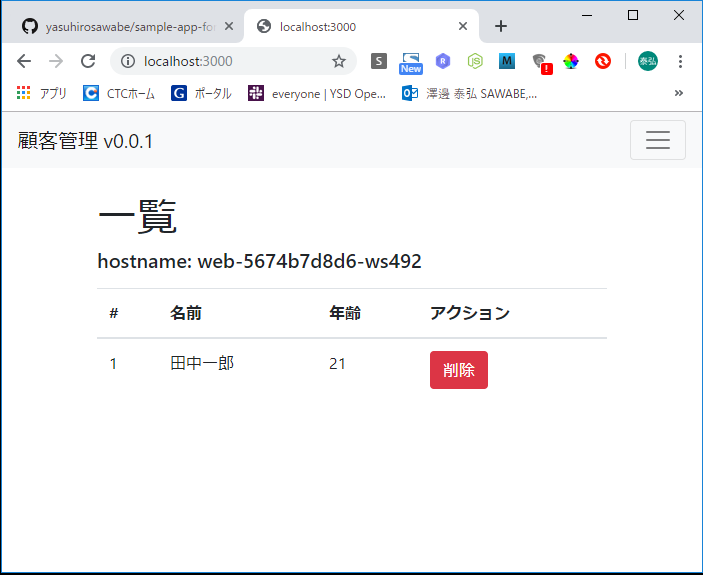 yasuhirosawabe/sample-app-for
localhost:3000
localhost:3000
S
New
R
JS
M
!
泰弘
アプリ
C CTCホーム
G ポータル
everyone | YSD Ope...
澤邉 泰弘 SAWABE,...
»
顧客管理 v0.0.1
一覧
hostname: web-5674b7d8d6-ws492
# 名前 年齢 アクション
1 田中一郎 21 削除